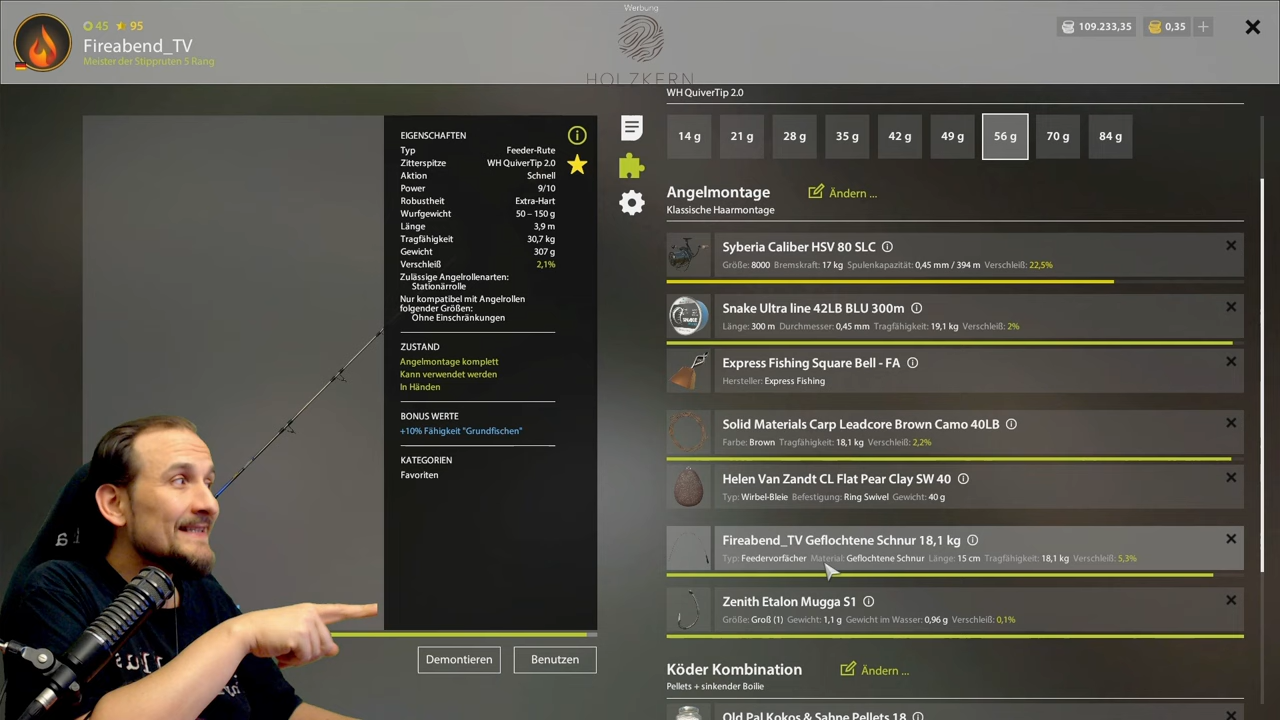 Werbung
HOLZKERN
45 95
Fireabend_TV
Meister der Stippruten 5 Rang
109.233,35
0,35 +
EIGENSCHAFTEN
Typ Feeder-Rute
Zitterspitze WH QuiverTip 2.0
Aktion Schnell
Power 9/10
Robustheit Extra-Hart
Wurfgewicht 50 – 150 g
Länge 3,9 m
Tragfähigkeit 30,7 kg
Gewicht 307 g
Verschleiß 2,1%
Zulässige Angelrollenarten:
Stationärrolle
Nur kompatibel mit Angelrollen
folgender Größen:
Ohne Einschränkungen
ZUSTAND
Angelmontage komplett
Kann verwendet werden
In Händen
BONUS WERTE
+10% Fähigkeit "Grundfischen"
KATEGORIEN
Favoriten
Demontieren Benutzen
WH QuiverTip 2.0
14 g 21 g 28 g 35 g 42 g 49 g 56 g 70 g 84 g
Angelmontage Ändern ...
Klassische Haarmontage
Syberia Caliber HSV 80 SLC
Größe: 8000 Bremskraft: 17 kg Spulenkapazität: 0,45 mm / 394 m Verschleiß: 22,5%
Snake Ultra line 42LB BLU 300m
Länge: 300 m Durchmesser: 0,45 mm Tragfähigkeit: 19,1 kg Verschleiß: 2%
Express Fishing Square Bell - FA
Hersteller: Express Fishing
Solid Materials Carp Leadcore Brown Camo 40LB
Farbe: Brown Tragfähigkeit: 18,1 kg Verschleiß: 2,2%
Helen Van Zandt CL Flat Pear Clay SW 40
Typ: Wirbel-Bleie Befestigung: Ring Swivel Gewicht: 40 g
Fireabend_TV Geflochtene Schnur 18,1 kg
Typ: Feedervorfächer Material: Geflochtene Schnur Länge: 15 cm Tragfähigkeit: 18,1 kg Verschleiß: 5,3%
Zenith Etalon Mugga S1
Größe: Groß (1) Gewicht: 1,1 g Gewicht im Wasser: 0,96 g Verschleiß: 0,1%
Köder Kombination Ändern ...
Pellets + sinkender Boilie
Old Pal Kokos & Sahne Pellets 18